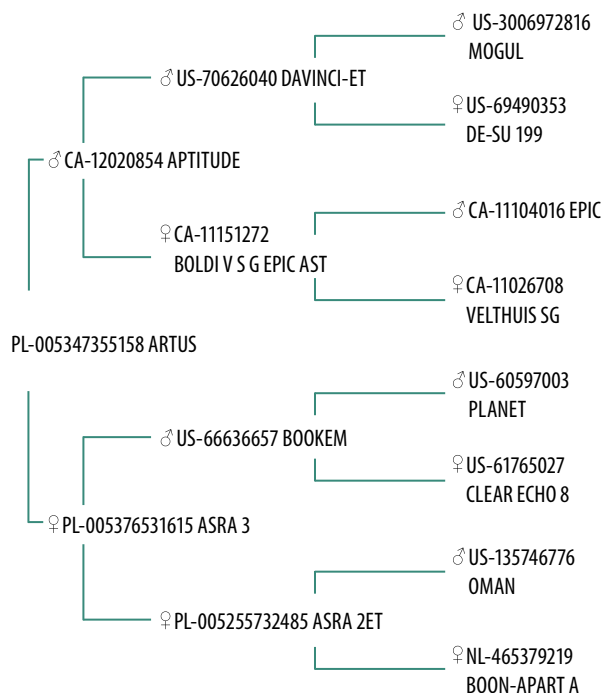 ♂ US-3006972816
MOGUL
♂ US-70626040 DAVINCI-ET
♀ US-69490353
DE-SU 199
♂ CA-12020854 APTITUDE
♂ CA-11104016 EPIC
♀ CA-11151272
BOLDI V S G EPIC AST
♀ CA-11026708
VELTHUIS SG
PL-005347355158 ARTUS
♂ US-60597003
PLANET
♂ US-66636657 BOOKEM
♀ US-61765027
CLEAR ECHO 8
♀ PL-005376531615 ASRA 3
♂ US-135746776
OMAN
♀ PL-005255732485 ASRA 2ET
♀ NL-465379219
BOON-APART A